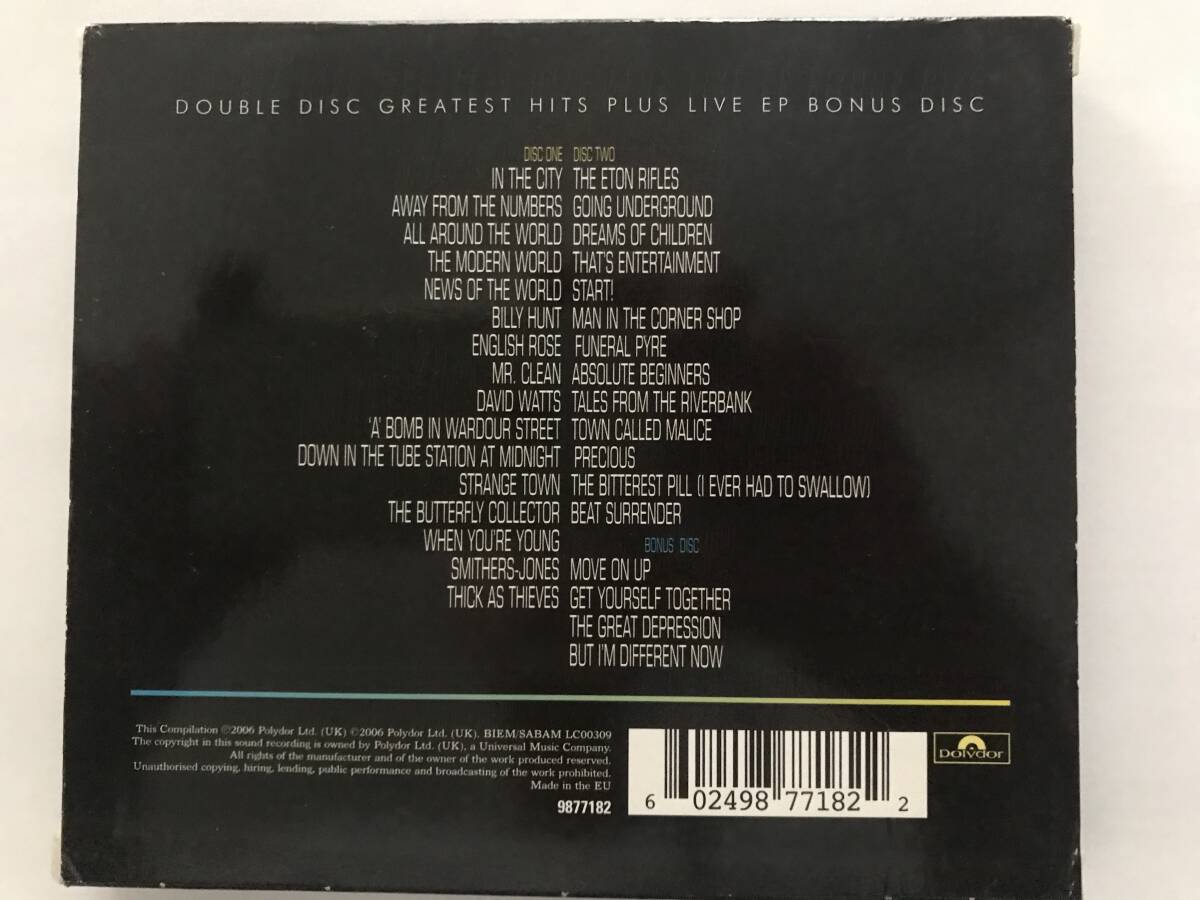 DOUBLE DISC GREATEST HITS PLUS LIVE EP BONUS DISC
DISC ONE
IN THE CITY
AWAY FROM THE NUMBERS
ALL AROUND THE WORLD
THE MODERN WORLD
NEWS OF THE WORLD
BILLY HUNT
ENGLISH ROSE
MR. CLEAN
DAVID WATTS
'A' BOMB IN WARDOUR STREET
DOWN IN THE TUBE STATION AT MIDNIGHT
STRANGE TOWN
THE BUTTERFLY COLLECTOR
WHEN YOU'RE YOUNG
SMITHERS-JONES
THICK AS THIEVES
DISC TWO
THE ETON RIFLES
GOING UNDERGROUND
DREAMS OF CHILDREN
THAT'S ENTERTAINMENT
START!
MAN IN THE CORNER SHOP
FUNERAL PYRE
ABSOLUTE BEGINNERS
TALES FROM THE RIVERBANK
TOWN CALLED MALICE
PRECIOUS
THE BITTEREST PILL (I EVER HAD TO SWALLOW)
BEAT SURRENDER
BONUS DISC
MOVE ON UP
GET YOURSELF TOGETHER
THE GREAT DEPRESSION
BUT I'M DIFFERENT NOW
This Compilation ℗2006 Polydor Ltd. (UK) ©2006 Polydor Ltd. (UK). BIEM/SABAM LC00309
The copyright in this sound recording is owned by Polydor Ltd. (UK), a Universal Music Company.
All rights of the manufacturer and of the owner of the work produced reserved.
Unauthorised copying, hiring, lending, public performance and broadcasting of the work prohibited.
Made in the EU
9877182
6 02498 77182 2
polydor